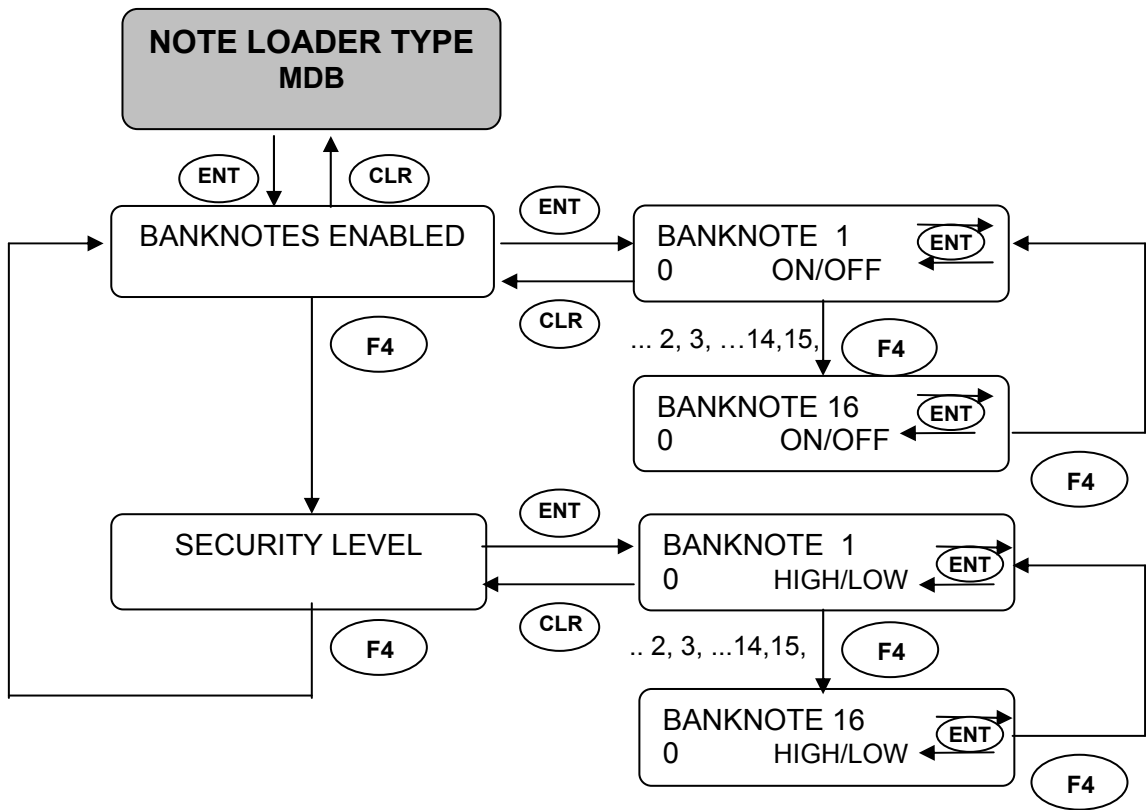 NOTE LOADER TYPE
MDB
ENT
CLR
BANKNOTES ENABLED
ENT
CLR
BANKNOTE 1
ENT
0 ON/OFF
F4
... 2, 3, …14,15,
F4
BANKNOTE 16
ENT
0 ON/OFF
F4
SECURITY LEVEL
ENT
CLR
BANKNOTE 1
ENT
0 HIGH/LOW
F4
.. 2, 3, ...14,15,
F4
BANKNOTE 16
ENT
0 HIGH/LOW
F4